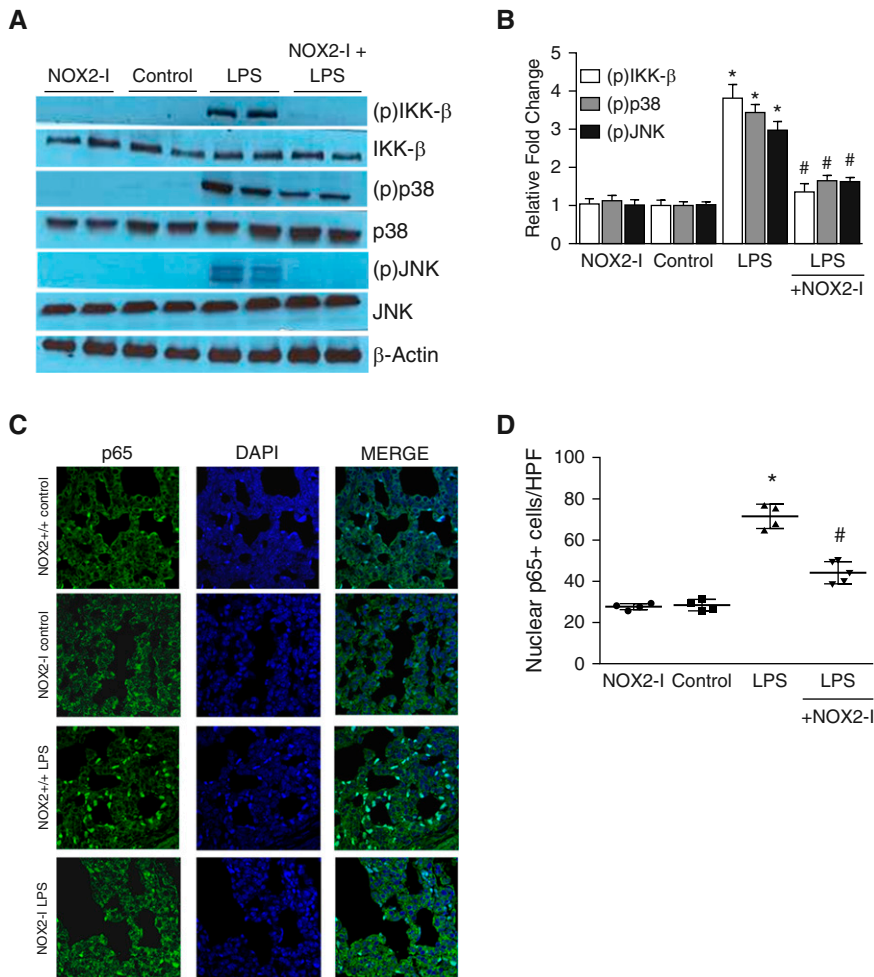 A
NOX2-I Control LPS NOX2-I +
LPS
(p)IKK-β
IKK-β
(p)p38
p38
(p)JNK
JNK
β-Actin
B
Relative Fold Change
5
4
3
2
1
0
(p)IKK-β
(p)p38
(p)JNK
* * *
# # #
NOX2-I Control LPS LPS
+NOX2-I
C
p65 DAPI MERGE
NOX2+/+ control
NOX2-I control
NOX2+/+ LPS
NOX2-I LPS
D
Nuclear p65+ cells/HPF
100
80
60
40
20
0
*
#
NOX2-I Control LPS LPS
+NOX2-I